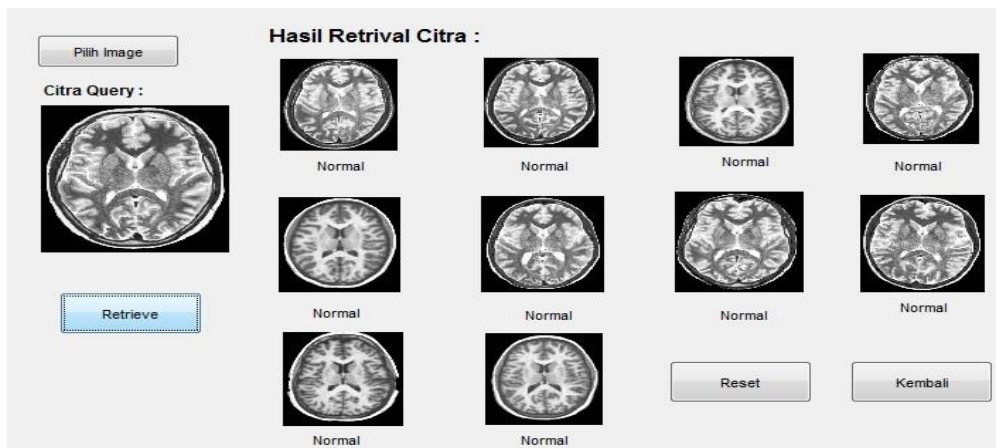 Pilih Image
Hasil Retrival Citra :
Citra Query :
Normal
Normal
Normal
Normal
Retrieve
Normal
Normal
Normal
Normal
Reset
Kembali
Normal
Normal